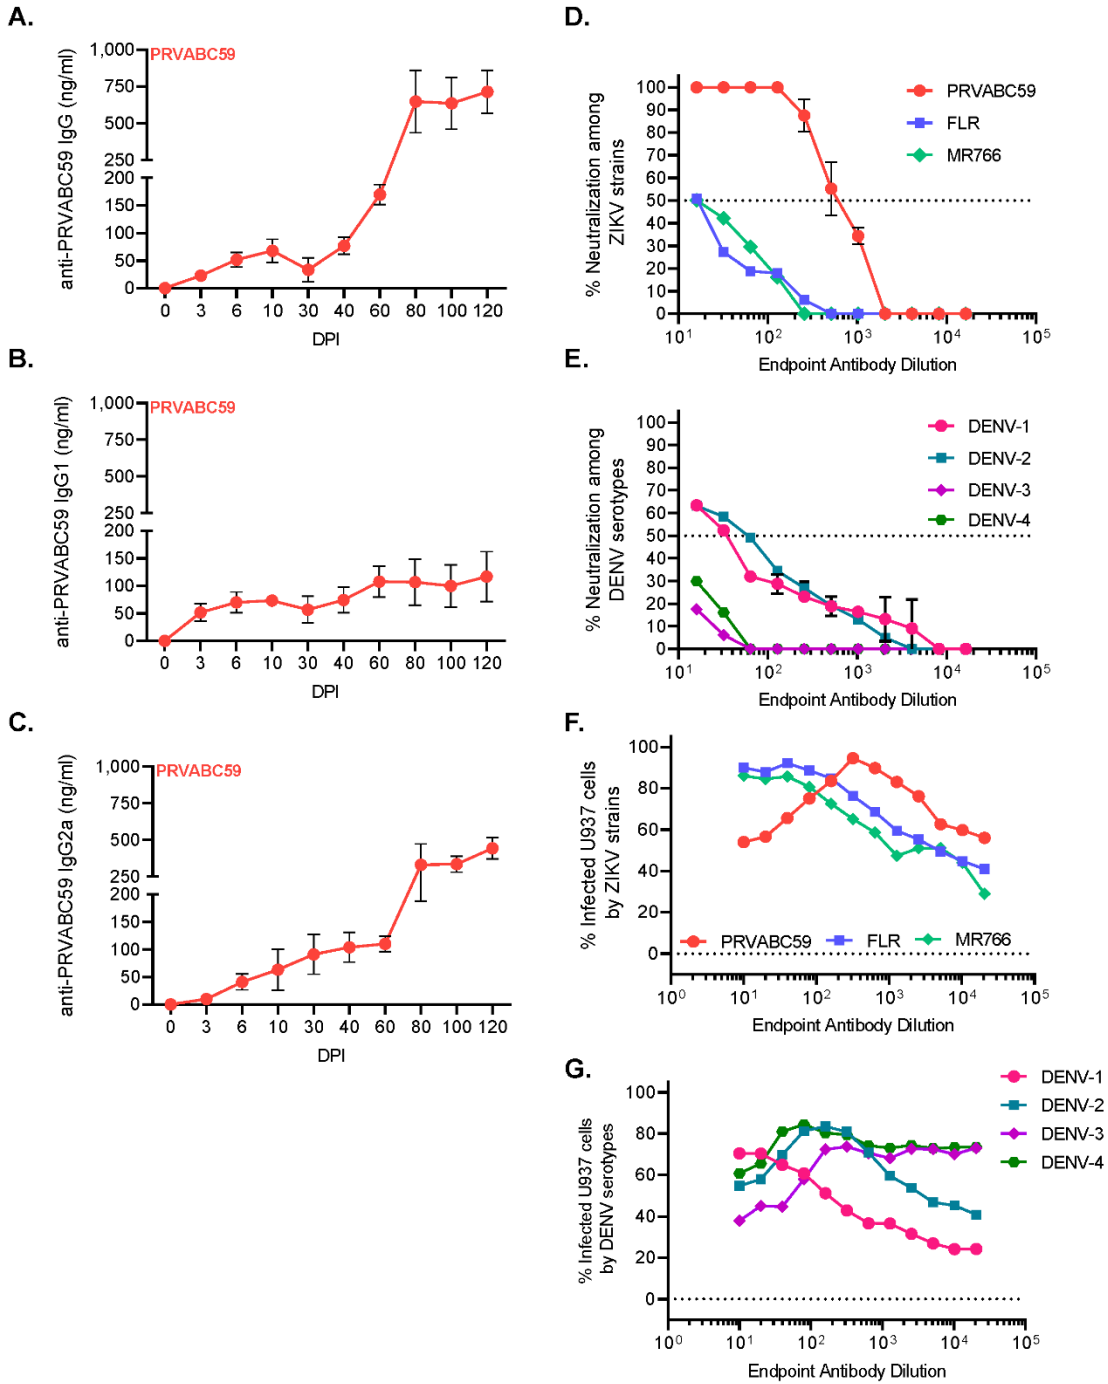 A.
anti-PRVABC59 IgG (ng/ml)
PRVABC59
1,000
750
500
250
200
150
100
50
0
0 3 6 10 30 40 60 80 100 120
DPI
B.
anti-PRVABC59 IgG1 (ng/ml)
PRVABC59
1,000
750
500
250
200
150
100
50
0
0 3 6 10 30 40 60 80 100 120
DPI
C.
anti-PRVABC59 IgG2a (ng/ml)
PRVABC59
1,000
750
500
250
200
150
100
50
0
0 3 6 10 30 40 60 80 100 120
DPI
D.
% Neutralization among
ZIKV strains
100
90
80
70
60
50
40
30
20
10
0
PRVABC59
FLR
MR766
10¹ 10² 10³ 10⁴ 10⁵
Endpoint Antibody Dilution
E.
% Neutralization among
DENV serotypes
100
90
80
70
60
50
40
30
20
10
0
DENV-1
DENV-2
DENV-3
DENV-4
10¹ 10² 10³ 10⁴ 10⁵
Endpoint Antibody Dilution
F.
% Infected U937 cells
by ZIKV strains
100
80
60
40
20
0
PRVABC59 FLR MR766
10⁰ 10¹ 10² 10³ 10⁴ 10⁵
Endpoint Antibody Dilution
G.
% Infected U937 cells
by DENV serotypes
100
80
60
40
20
0
DENV-1
DENV-2
DENV-3
DENV-4
10⁰ 10¹ 10² 10³ 10⁴ 10⁵
Endpoint Antibody Dilution